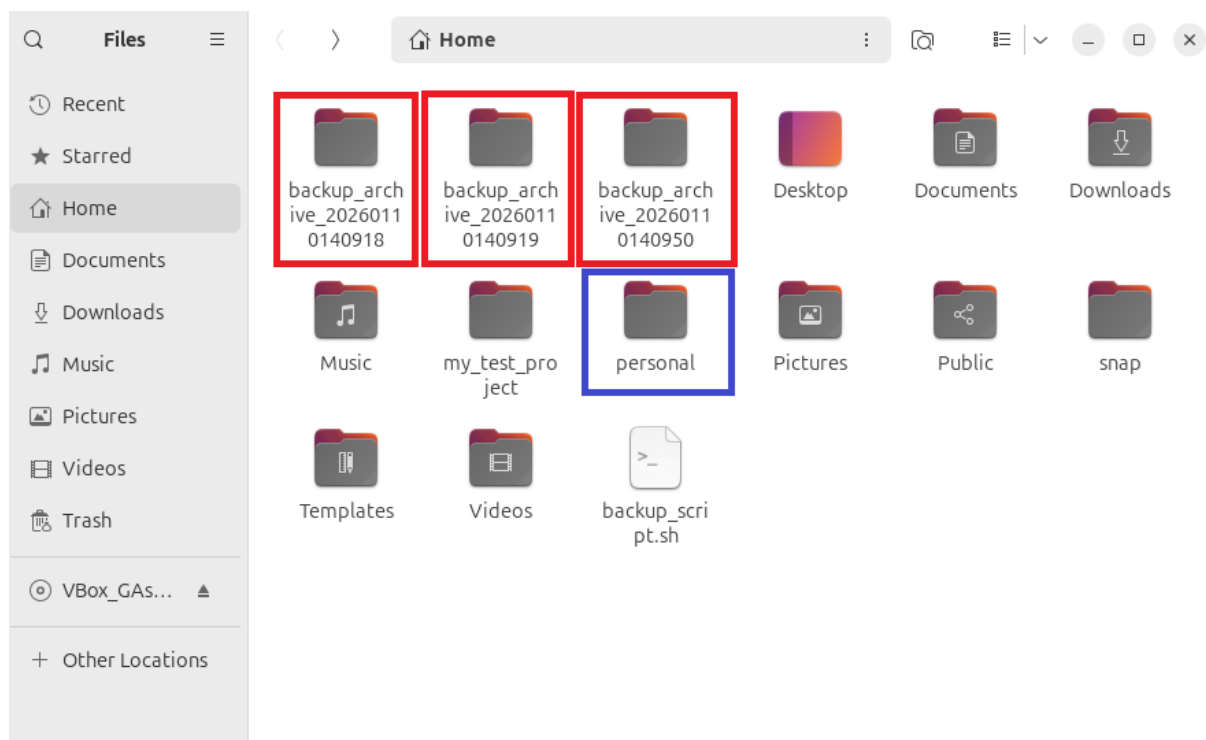 Files
Home
Recent
Starred
Home
Documents
Downloads
Music
Pictures
Videos
Trash
VBox_GAs...
+ Other Locations
backup_arch
ive_2026011
0140918
backup_arch
ive_2026011
0140919
backup_arch
ive_2026011
0140950
Desktop
Documents
Downloads
Music
my_test_pro
ject
personal
Pictures
Public
snap
Templates
Videos
>_
backup_scri
pt.sh